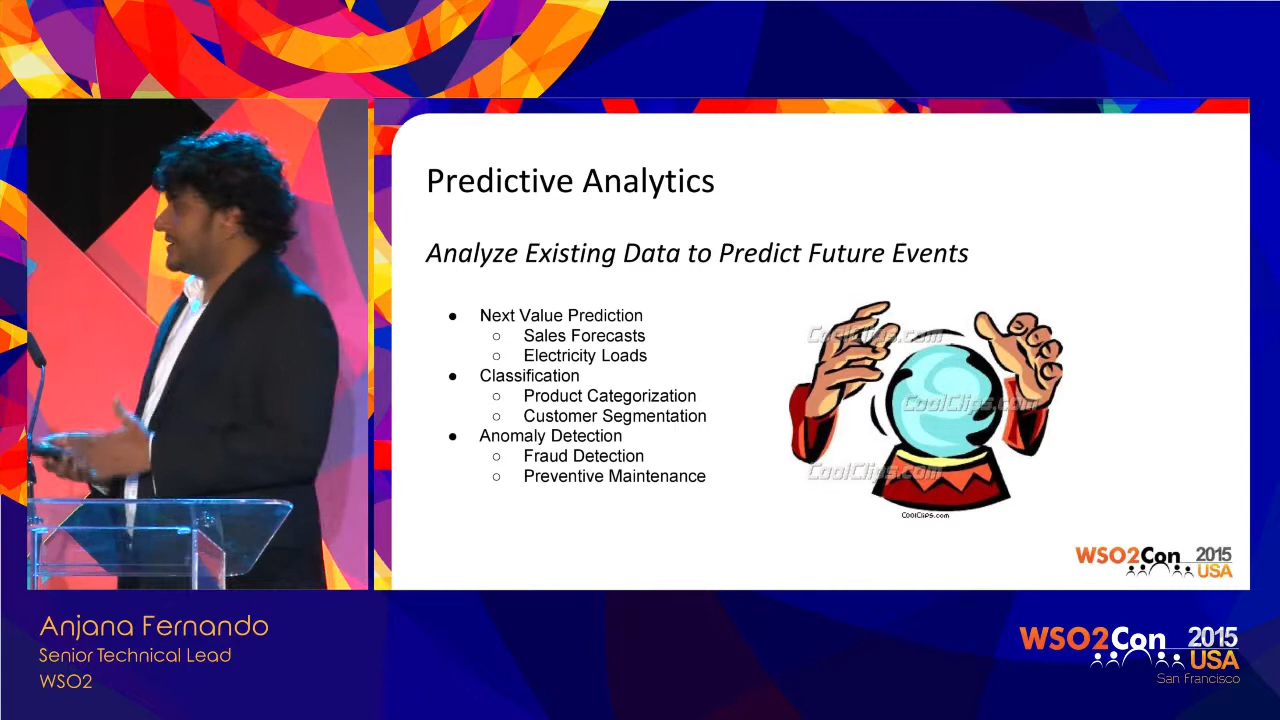 Predictive Analytics
Analyze Existing Data to Predict Future Events
● Next Value Prediction
○ Sales Forecasts
○ Electricity Loads
● Classification
○ Product Categorization
○ Customer Segmentation
● Anomaly Detection
○ Fraud Detection
○ Preventive Maintenance
CoolClips.com
CoolClips.com
CoolClips.com
CoolClips.com
WSO2Con 2015
USA
Anjana Fernando
Senior Technical Lead
WSO2
WSO2Con 2015
USA
San Francisco